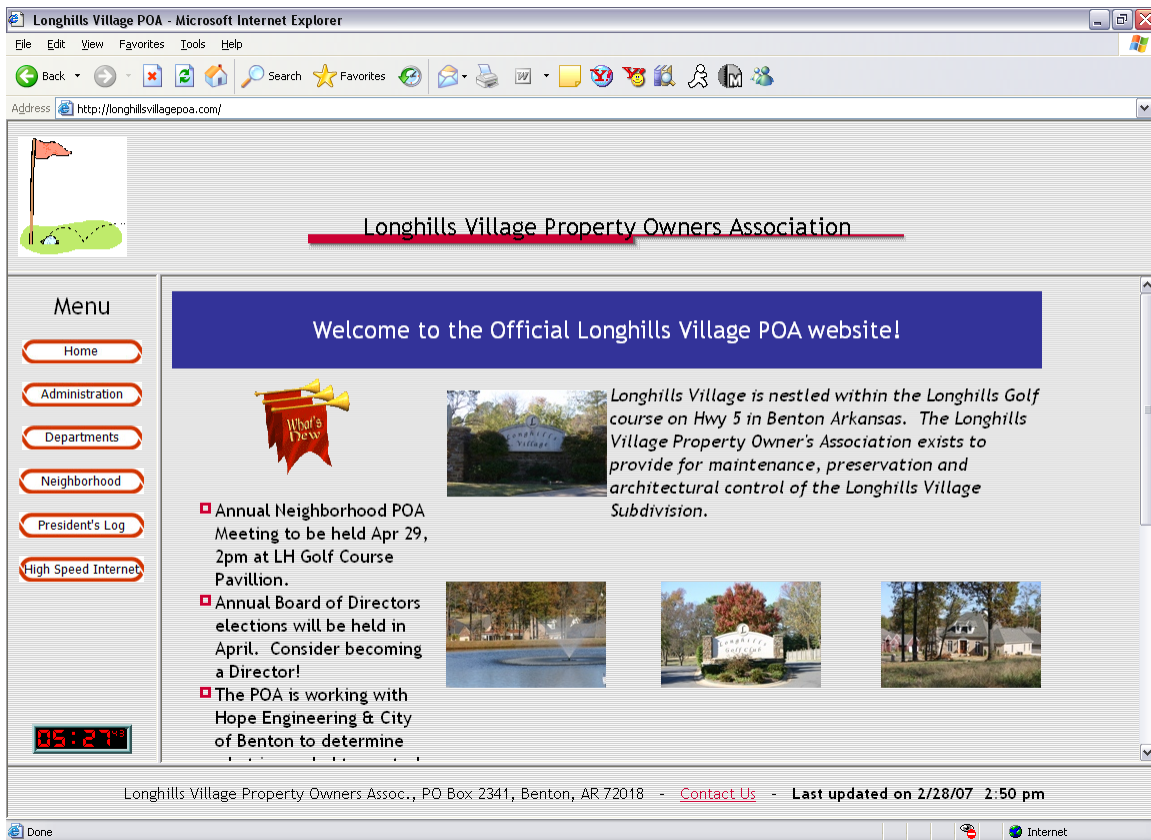 Longhills Village POA - Microsoft Internet Explorer
File Edit View Favorites Tools Help
Back Search Favorites
Address http://longhillsvillagepoa.com/
Longhills Village Property Owners Association
Menu
Home
Administration
Departments
Neighborhood
President's Log
High Speed Internet
05:27 43
Welcome to the Official Longhills Village POA website!
What's New
Annual Neighborhood POA
Meeting to be held Apr 29,
2pm at LH Golf Course
Pavillion.
Annual Board of Directors
elections will be held in
April. Consider becoming
a Director!
The POA is working with
Hope Engineering & City
of Benton to determine
Longhills
Village
Longhills Village is nestled within the Longhills Golf
course on Hwy 5 in Benton Arkansas. The Longhills
Village Property Owner's Association exists to
provide for maintenance, preservation and
architectural control of the Longhills Village
Subdivision.
Longhills
Golf Club
Longhills Village Property Owners Assoc., PO Box 2341, Benton, AR 72018 - Contact Us - Last updated on 2/28/07 2:50 pm
Done
Internet